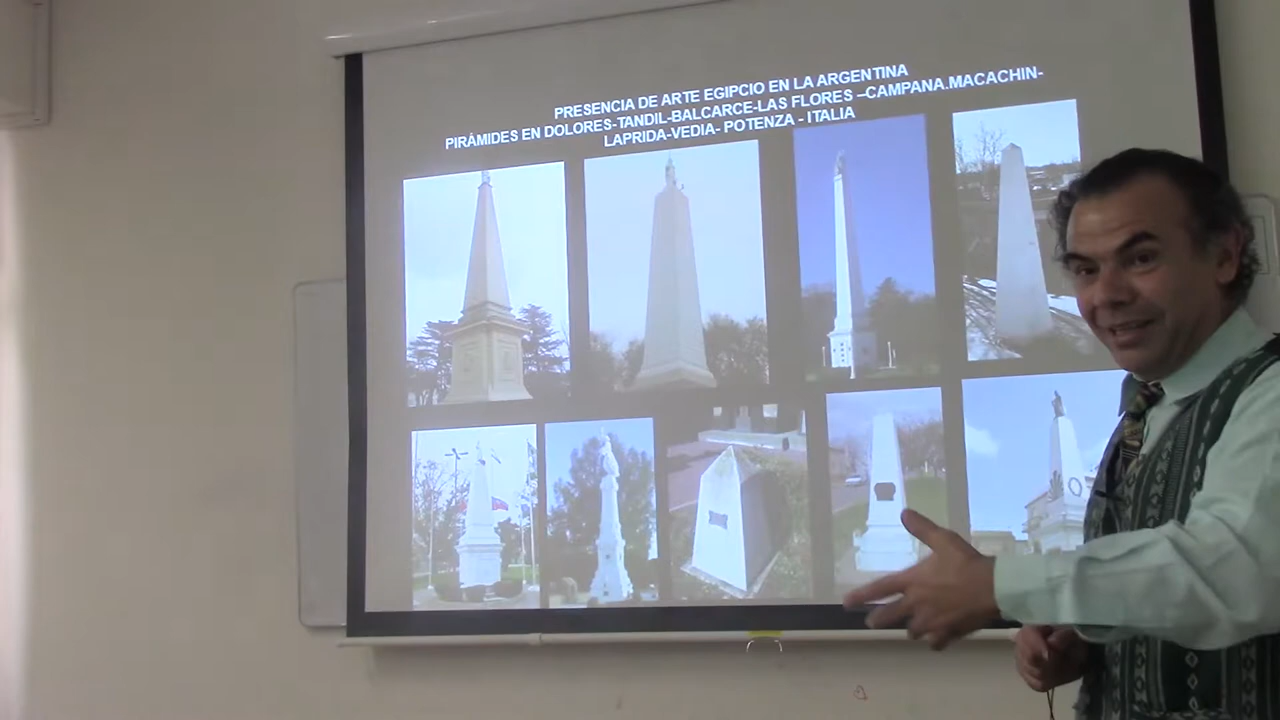 PRESENCIA DE ARTE EGIPCIO EN LA ARGENTINA
PIRÁMIDES EN DOLORES-TANDIL-BALCARCE-LAS FLORES –CAMPANA.MACACHIN-
LAPRIDA-VEDIA- POTENZA - ITALIA